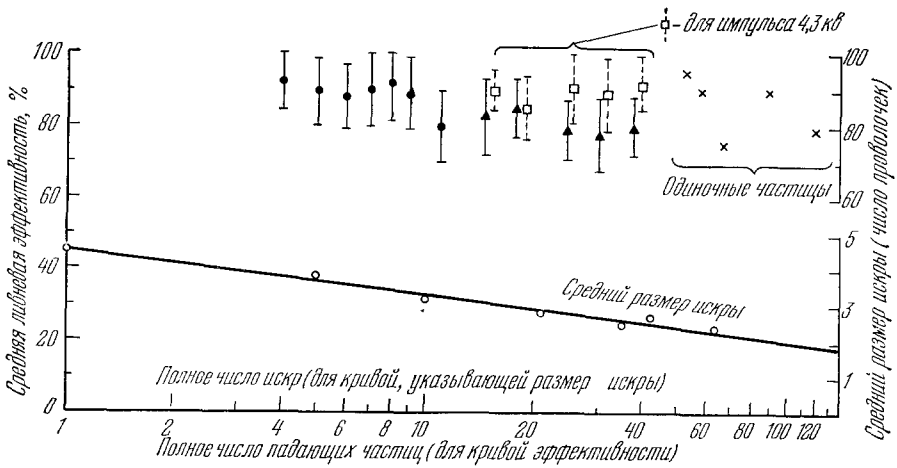 -для импульса 4,3 кв
Средняя ливневая эффективность, %
100
80
60
40
20
0
100
80
60
5
3
1
Средний размер искры (число проволочек)
Одиночные частицы
Средний размер искры
Полное число искр (для кривой, указывающей размер искры)
1 2 4 6 8 10 20 40 60 80 100 120
Полное число падающих частиц (для кривой эффективности)